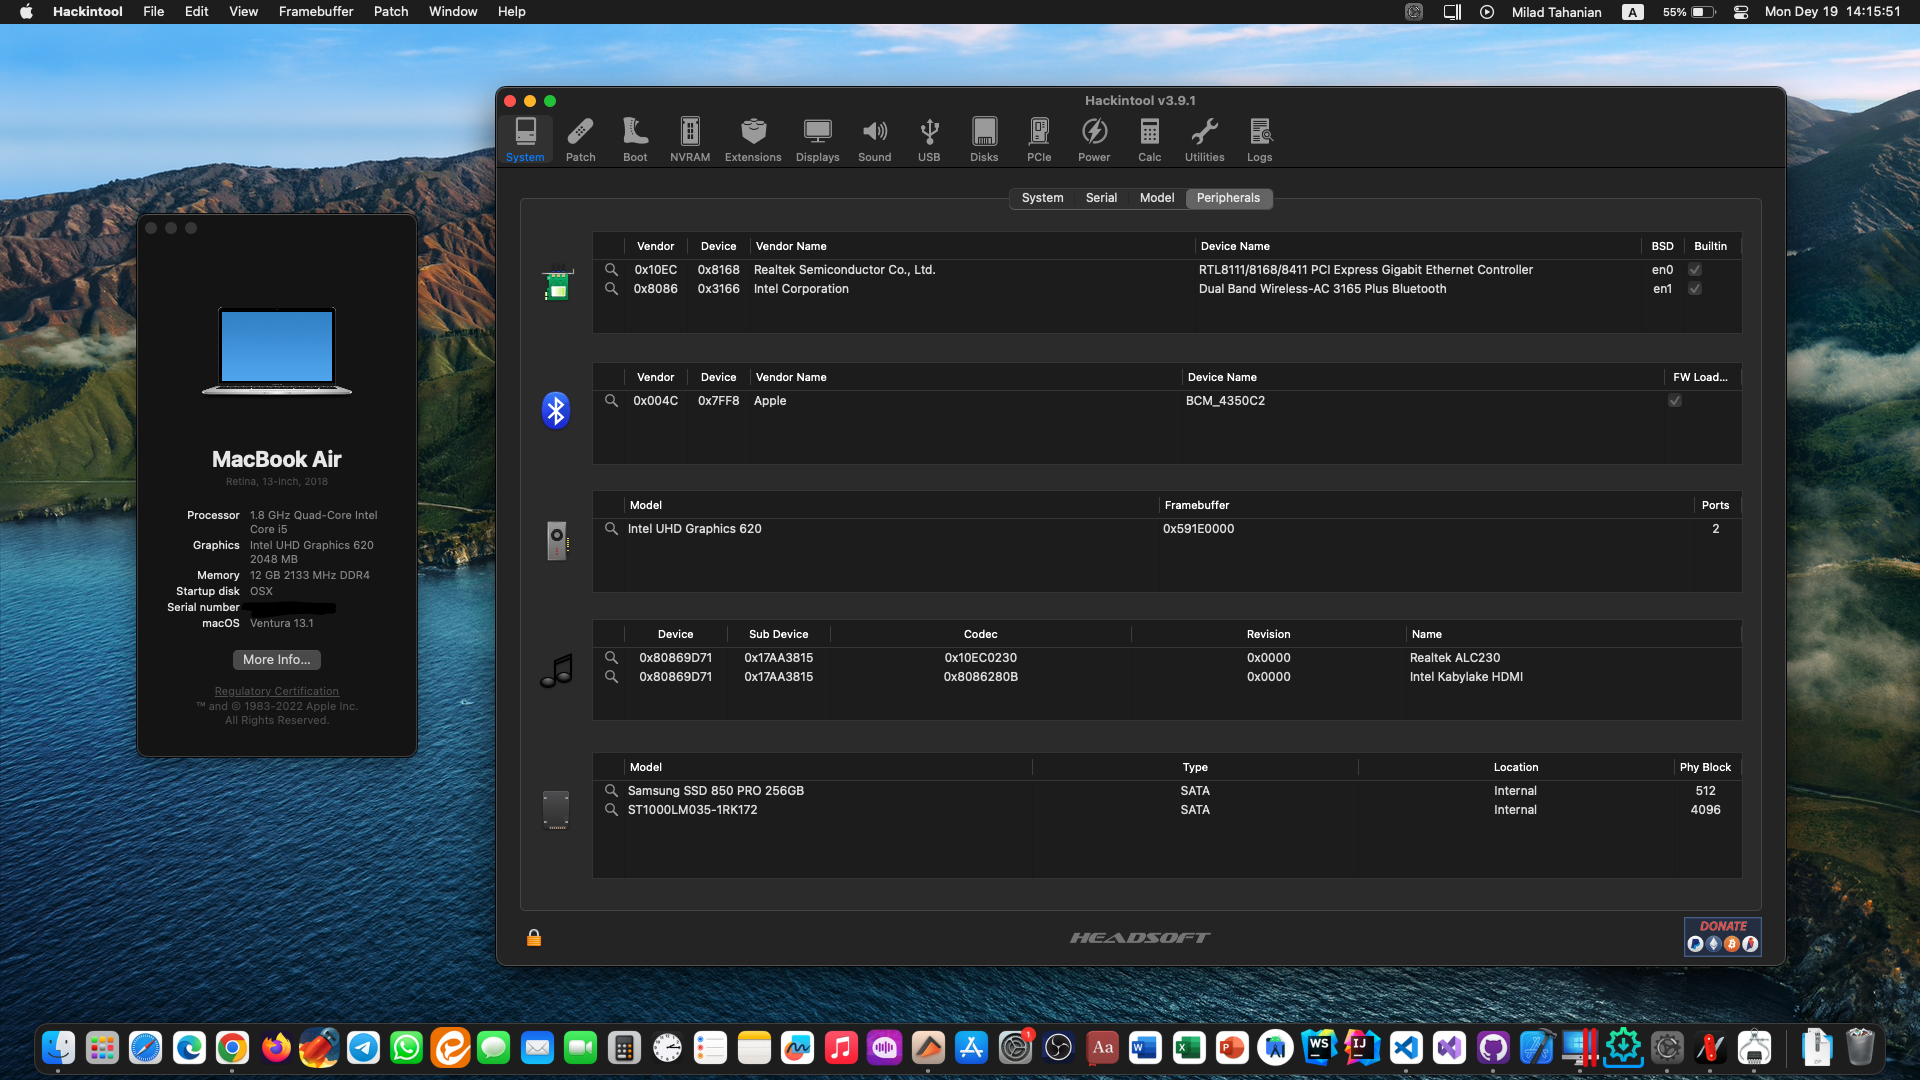 Hackintool File Edit View Framebuffer Patch Window Help
Milad Tahanian A 55% Mon Dey 19 14:15:51
Hackintool v3.9.1
System Patch Boot NVRAM Extensions Displays Sound USB Disks PCIe Power Calc Utilities Logs
System Serial Model Peripherals
Vendor Device Vendor Name Device Name BSD Builtin
0x10EC 0x8168 Realtek Semiconductor Co., Ltd. RTL8111/8168/8411 PCI Express Gigabit Ethernet Controller en0
0x8086 0x3166 Intel Corporation Dual Band Wireless-AC 3165 Plus Bluetooth en1
Vendor Device Vendor Name Device Name FW Load...
0x004C 0x7FF8 Apple BCM_4350C2
Model Framebuffer Ports
Intel UHD Graphics 620 0x591E0000 2
Device Sub Device Codec Revision Name
0x80869D71 0x17AA3815 0x10EC0230 0x0000 Realtek ALC230
0x80869D71 0x17AA3815 0x8086280B 0x0000 Intel Kabylake HDMI
Model Type Location Phy Block
Samsung SSD 850 PRO 256GB SATA Internal 512
ST1000LM035-1RK172 SATA Internal 4096
HEADSOFT
DONATE
MacBook Air
Retina, 13-inch, 2018
Processor 1.8 GHz Quad-Core Intel
Core i5
Graphics Intel UHD Graphics 620
2048 MB
Memory 12 GB 2133 MHz DDR4
Startup disk OSX
Serial number
macOS Ventura 13.1
More Info...
Regulatory Certification
™ and © 1983-2022 Apple Inc.
All Rights Reserved.
1
Aa
W
X
P
WS
IJ
ZIP